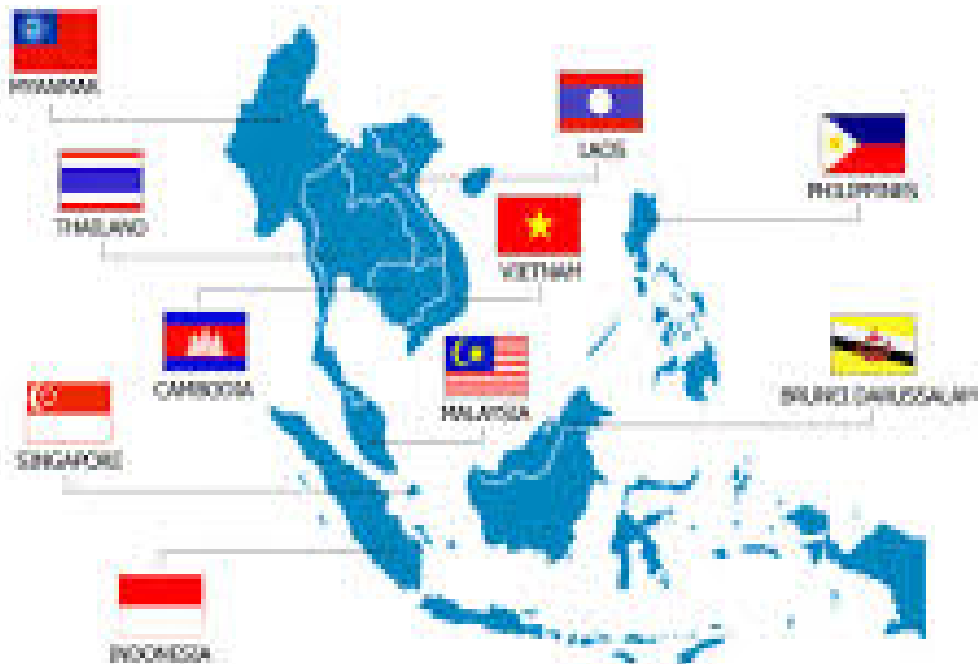 MYANMAR
LAOS
PHILIPPINES
THAILAND
VIETNAM
CAMBODIA
MALAYSIA
BRUNEI DARUSSALAM
SINGAPORE
INDONESIA